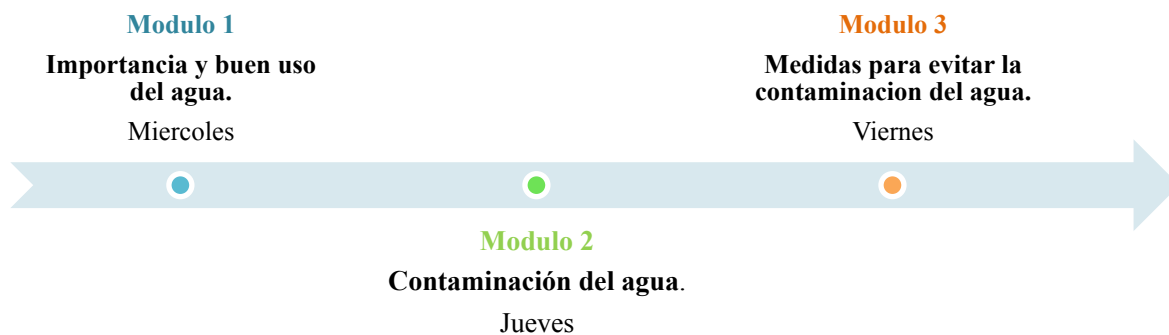 Modulo 1
Importancia y buen uso
del agua.
Miercoles
Modulo 2
Contaminación del agua.
Jueves
Modulo 3
Medidas para evitar la
contaminacion del agua.
Viernes